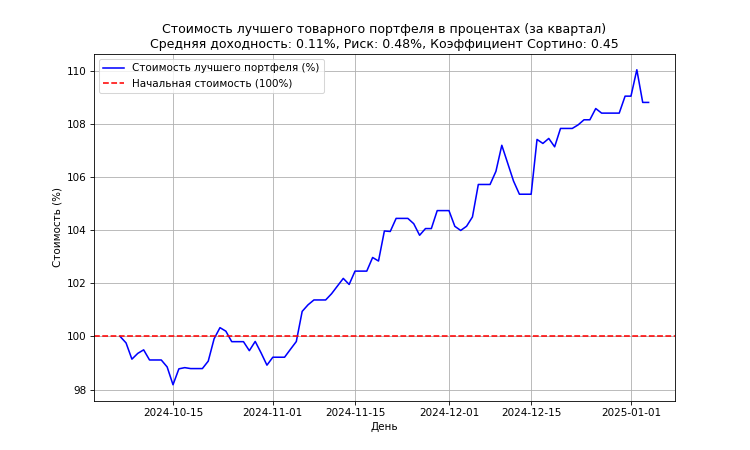 Стоимость лучшего товарного портфеля в процентах (за квартал)
Средняя доходность: 0.11%, Риск: 0.48%, Коэффициент Сортино: 0.45
Стоимость лучшего портфеля (%)
Начальная стоимость (100%)
Стоимость (%)
110
108
106
104
102
100
98
2024-10-15
2024-11-01
2024-11-15
2024-12-01
2024-12-15
2025-01-01
День